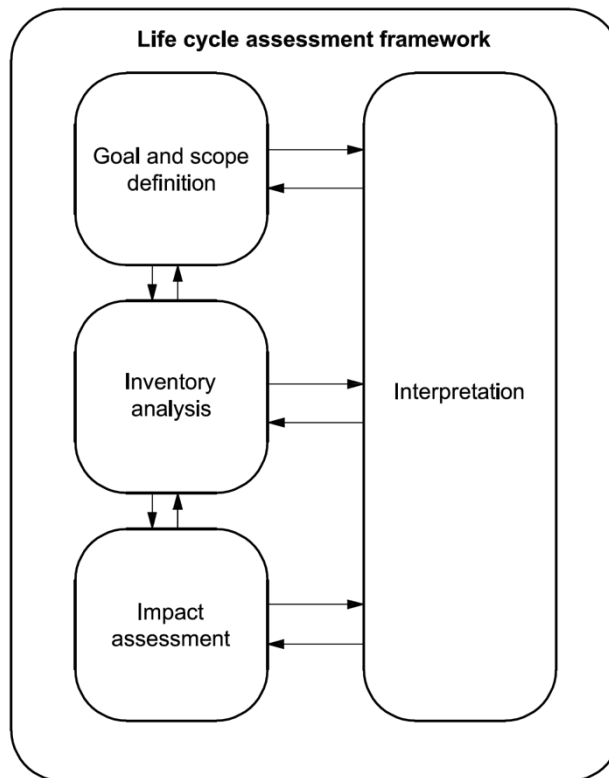 Life cycle assessment framework
Goal and scope
definition
Inventory
analysis
Interpretation
Impact
assessment